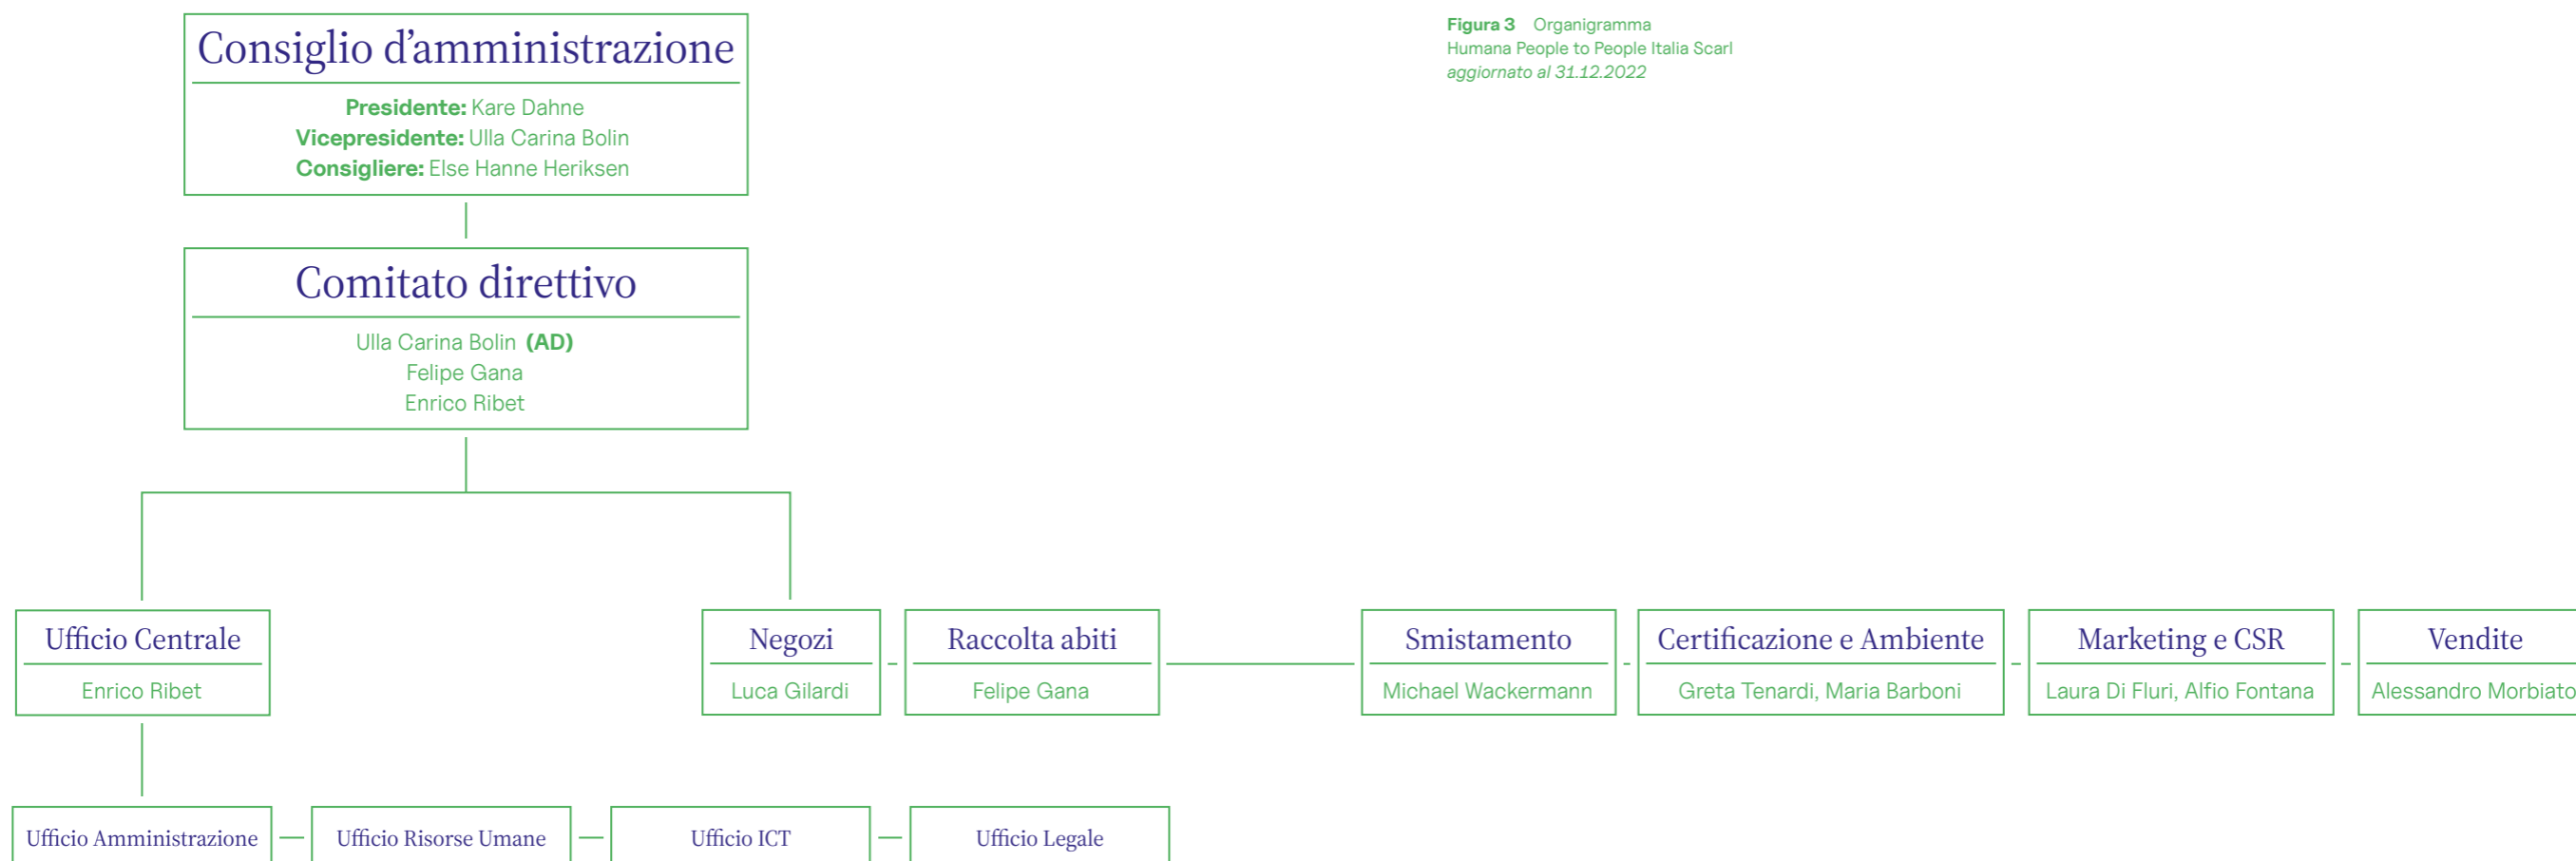 Figura 3 Organigramma
Humana People to People Italia Scarl
aggiornato al 31.12.2022
Consiglio d’amministrazione
Presidente: Kare Dahne
Vicepresidente: Ulla Carina Bolin
Consigliere: Else Hanne Heriksen
Comitato direttivo
Ulla Carina Bolin (AD)
Felipe Gana
Enrico Ribet
Ufficio Centrale
Enrico Ribet
Negozi
Luca Gilardi
Raccolta abiti
Felipe Gana
Smistamento
Michael Wackermann
Certificazione e Ambiente
Greta Tenardi, Maria Barboni
Marketing e CSR
Laura Di Fluri, Alfio Fontana
Vendite
Alessandro Morbiato
Ufficio Amministrazione
Ufficio Risorse Umane
Ufficio ICT
Ufficio Legale